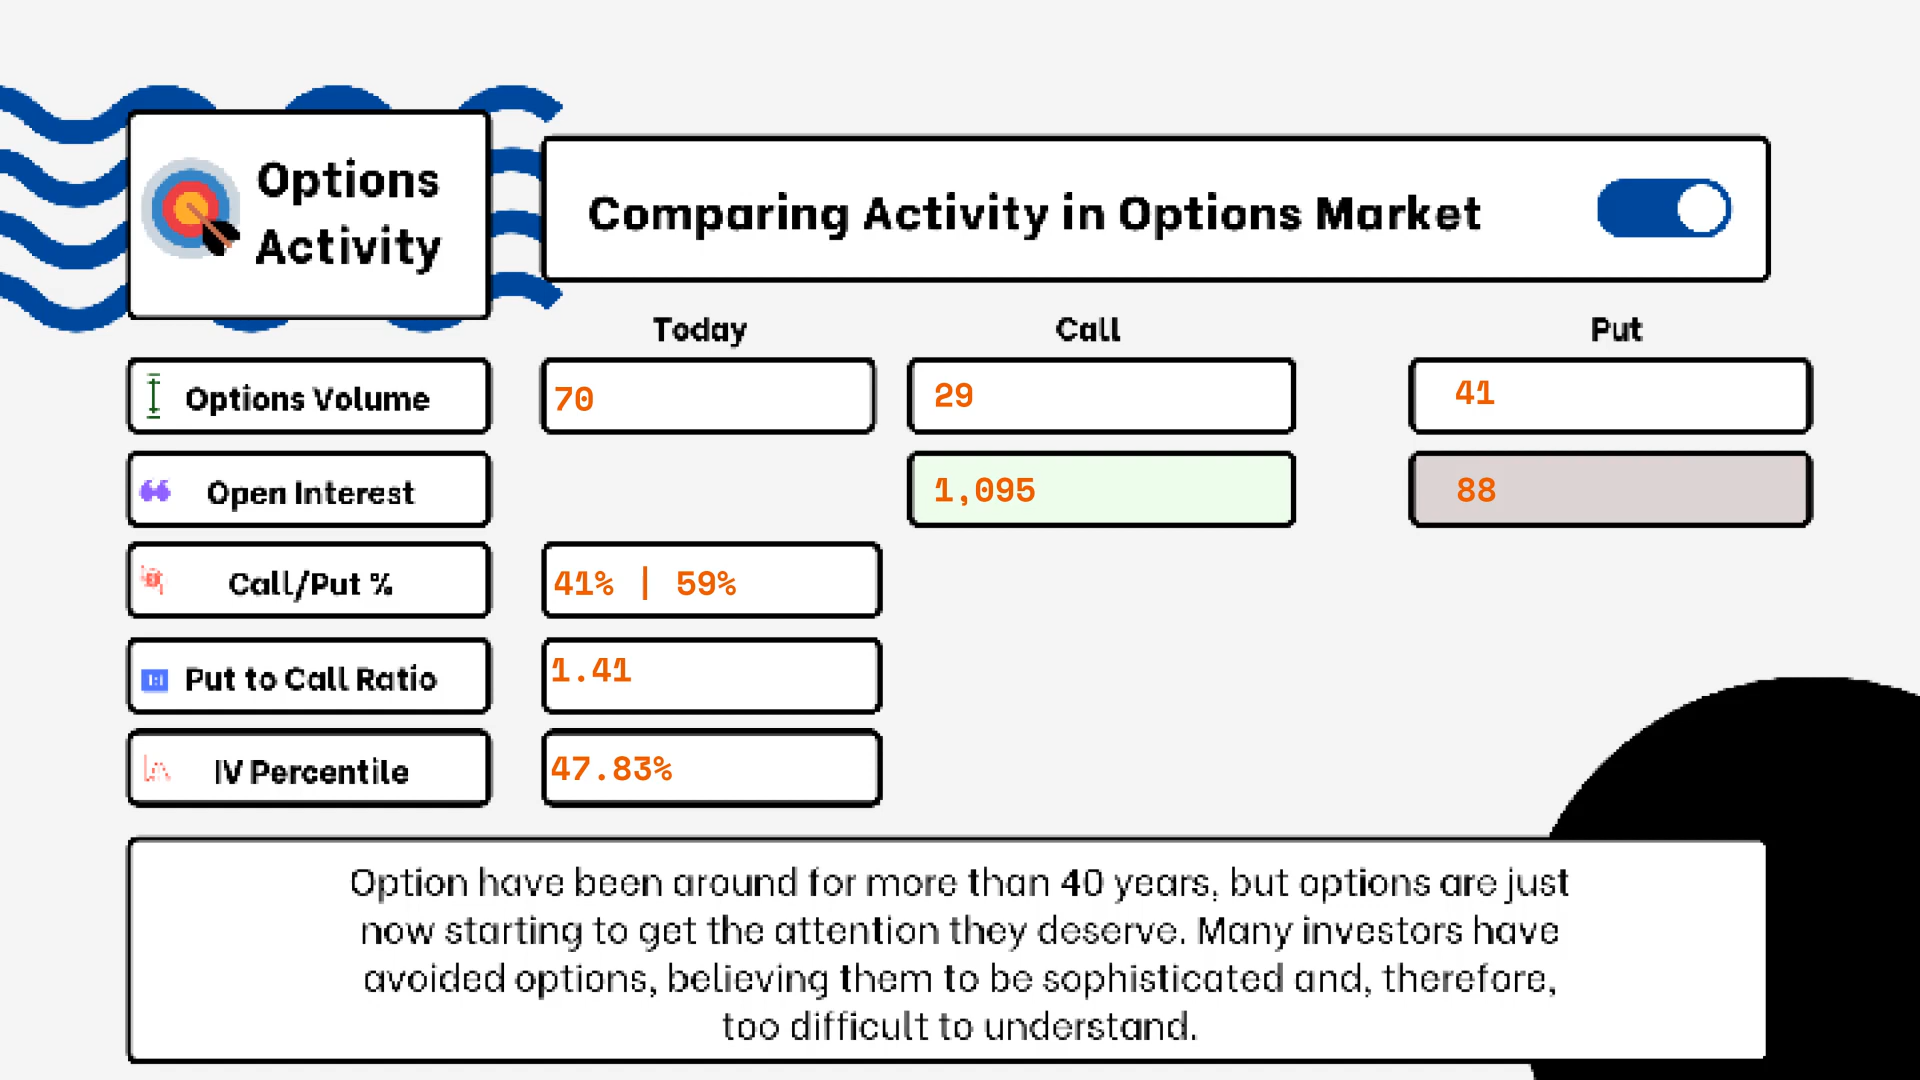 Options
Activity
Comparing Activity in Options Market
Today Call Put
Options Volume 70 29 41
Open Interest 1,095 88
Call/Put % 41% | 59%
Put to Call Ratio 1.41
IV Percentile 47.83%
Option have been around for more than 40 years, but options are just
now starting to get the attention they deserve. Many investors have
avoided options, believing them to be sophisticated and, therefore,
too difficult to understand.